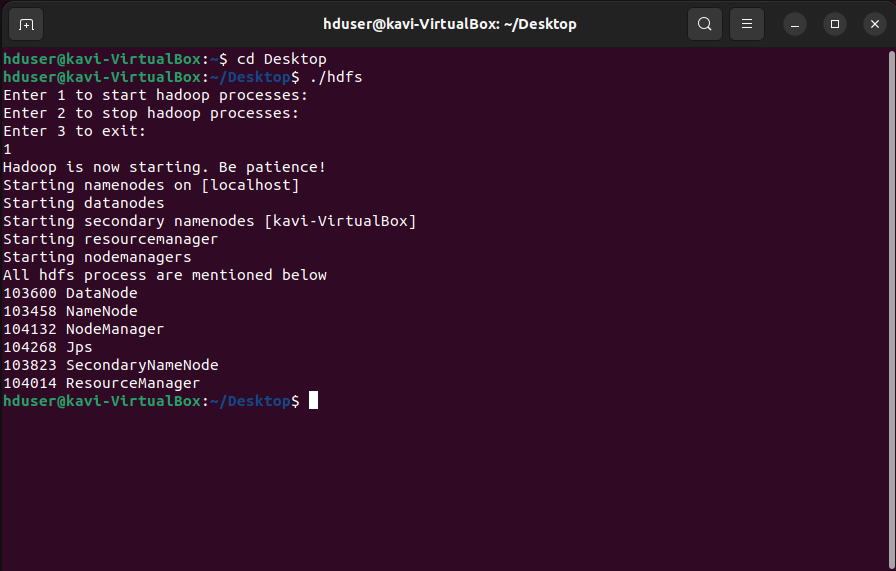 hduser@kavi-VirtualBox: ~/Desktop
hduser@kavi-VirtualBox:~$ cd Desktop
hduser@kavi-VirtualBox:~/Desktop$ ./hdfs
Enter 1 to start hadoop processes:
Enter 2 to stop hadoop processes:
Enter 3 to exit:
1
Hadoop is now starting. Be patience!
Starting namenodes on [localhost]
Starting datanodes
Starting secondary namenodes [kavi-VirtualBox]
Starting resourcemanager
Starting nodemanagers
All hdfs process are mentioned below
103600 DataNode
103458 NameNode
104132 NodeManager
104268 Jps
103823 SecondaryNameNode
104014 ResourceManager
hduser@kavi-VirtualBox:~/Desktop$